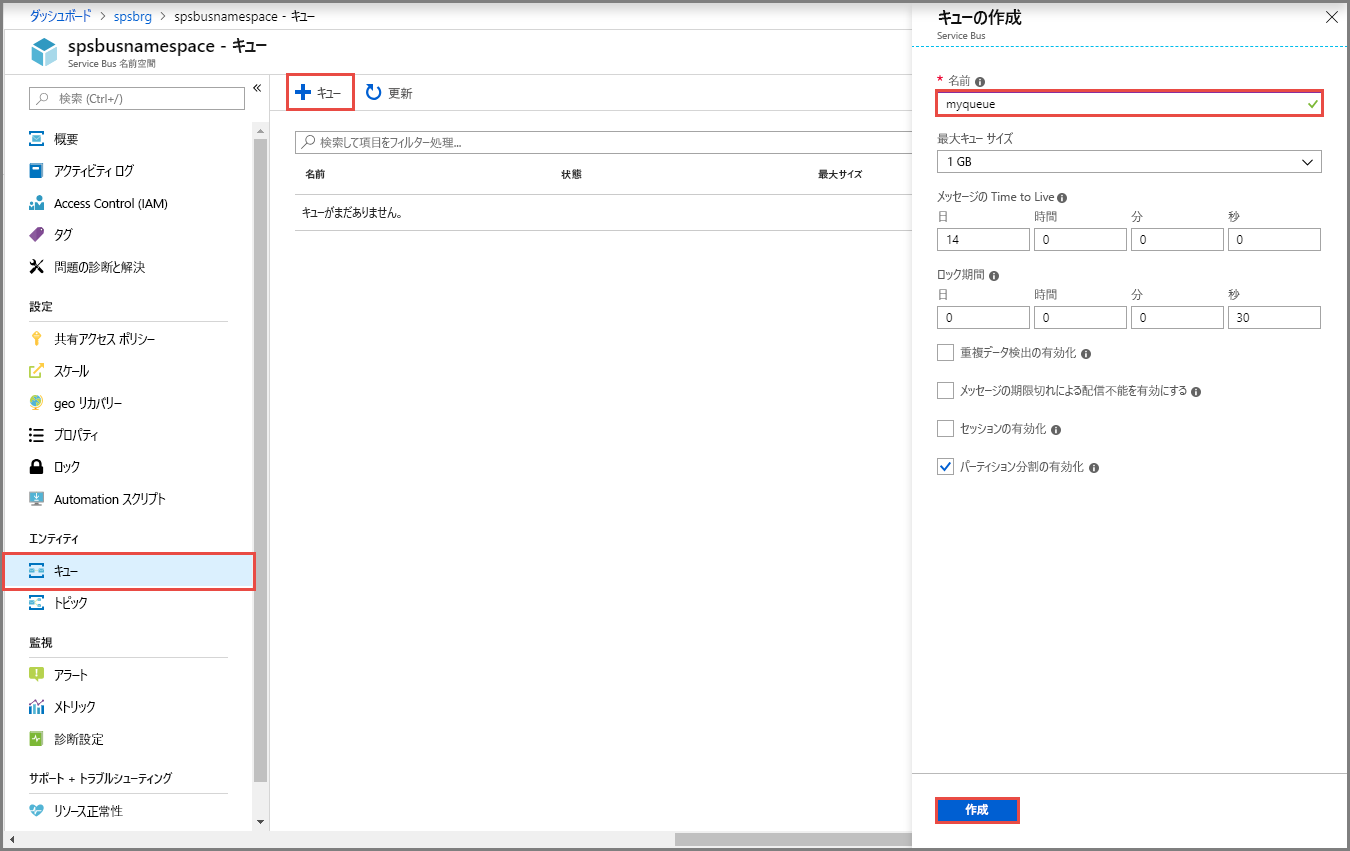 ダッシュボード > spsbrg > spsbusnamespace - キュー
spsbusnamespace - キュー
Service Bus 名前空間
検索 (Ctrl+/)
«
概要
アクティビティ ログ
Access Control (IAM)
タグ
問題の診断と解決
設定
共有アクセス ポリシー
スケール
geo リカバリー
プロパティ
ロック
Automation スクリプト
エンティティ
キュー
トピック
監視
アラート
メトリック
診断設定
サポート + トラブルシューティング
リソース正常性
キュー 更新
検索して項目をフィルター処理...
名前 状態 最大サイズ
キューがまだありません。
キューの作成
Service Bus
* 名前
myqueue
最大キュー サイズ
1 GB
メッセージの Time to Live
日 時間 分 秒
14 0 0 0
ロック期間
日 時間 分 秒
0 0 0 30
重複データ検出の有効化
メッセージの期限切れによる配信不能を有効にする
セッションの有効化
パーティション分割の有効化
作成